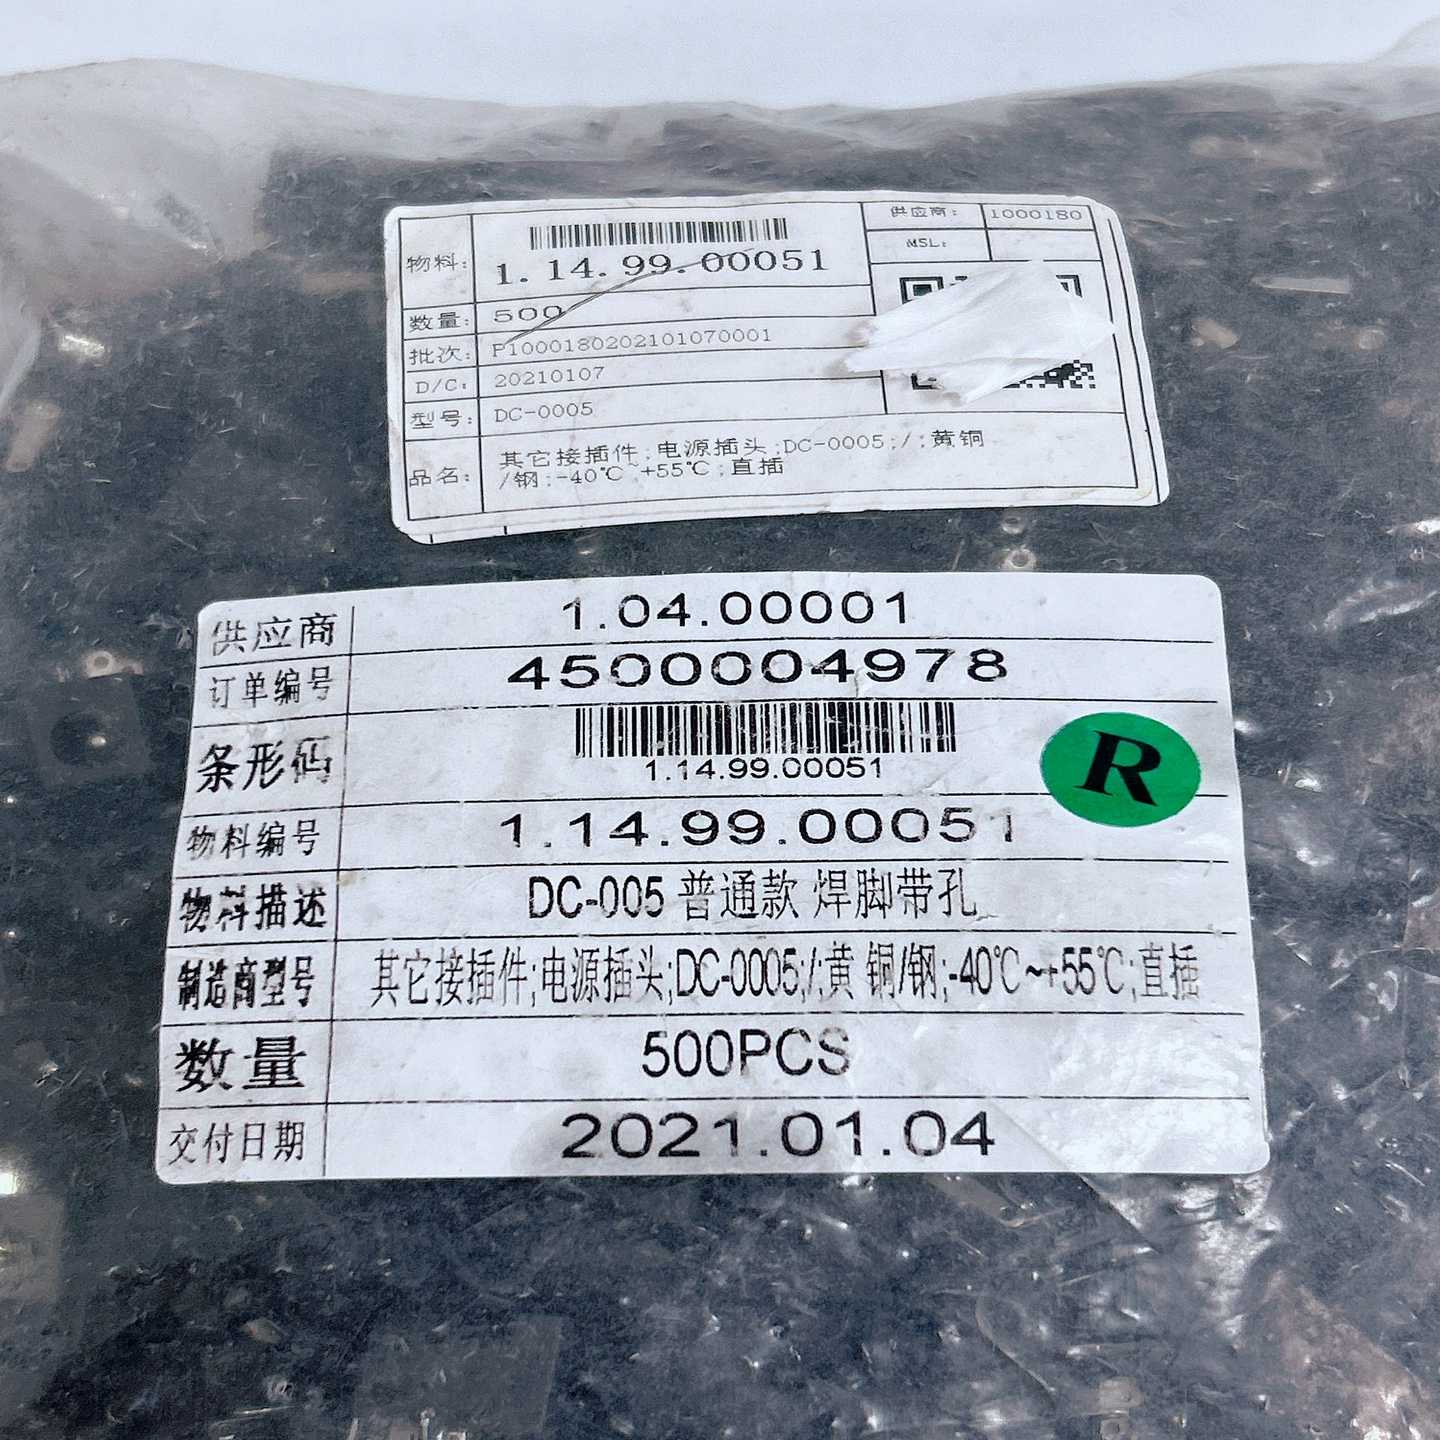 物料: 1.14.99.00051
供应商: 1000180
MSL:
数量: 500
批次: P1000180202101070001
D/C: 20210107
型号: DC-0005
品名: 其它接插件;电源插头;DC-0005;/;黄铜
/钢;-40℃~+55℃;直插
供应商 1.04.00001
订单编号 4500004978
条形码 1.14.99.00051
R
物料编号 1.14.99.00051
物料描述 DC-005 普通款 焊脚带孔
制造商型号 其它接插件;电源插头;DC-0005;/;黄 铜/钢;-40℃~+55℃;直插
数量 500PCS
交付日期 2021.01.04